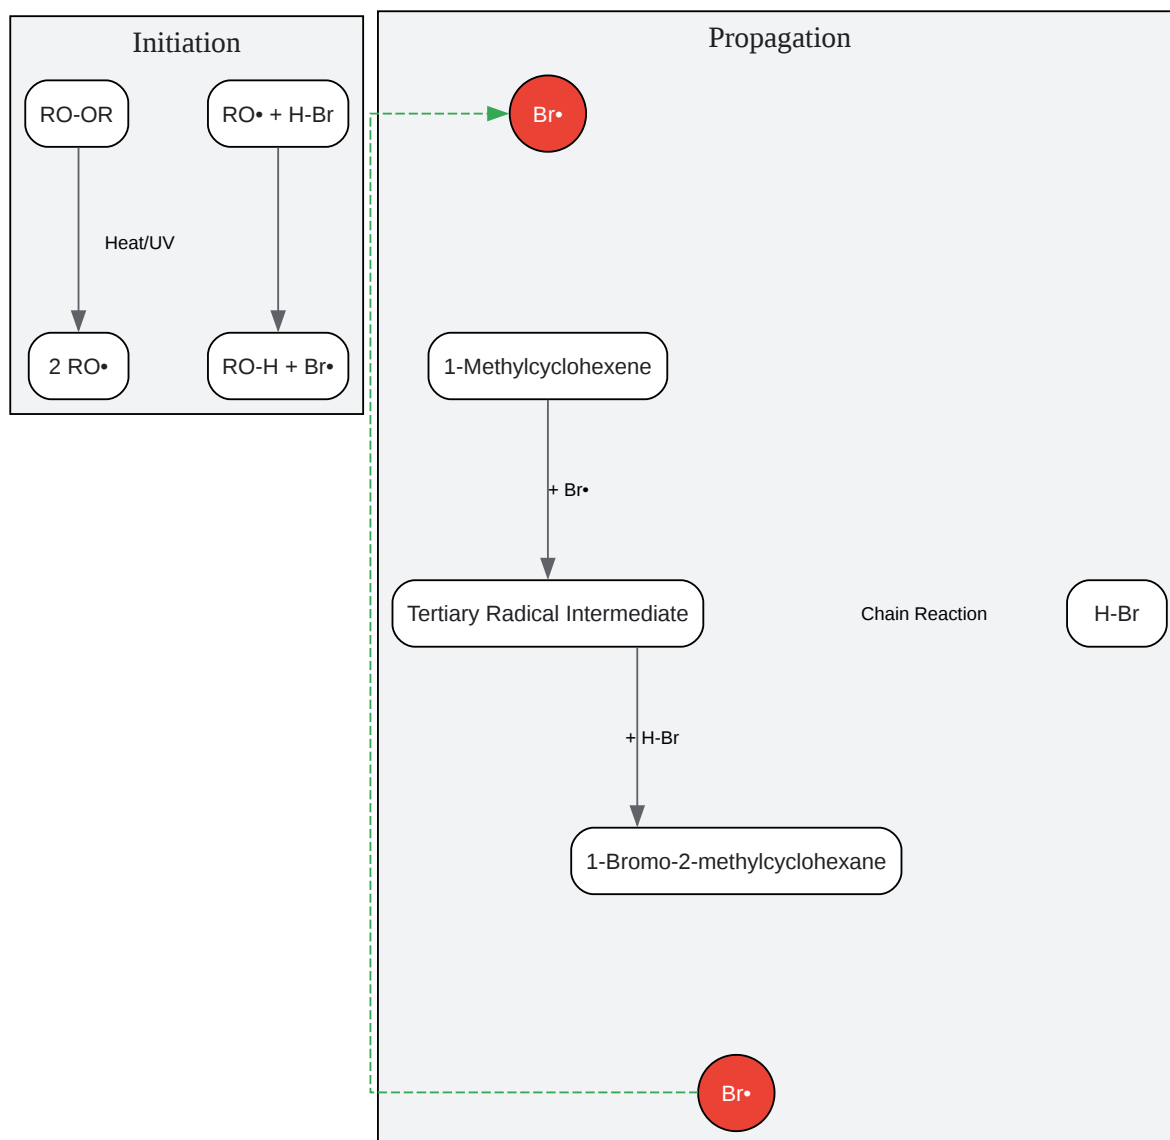 Initiation
RO-OR
RO• + H-Br
Heat/UV
2 RO•
RO-H + Br•
Propagation
Br•
1-Methylcyclohexene
+ Br•
Tertiary Radical Intermediate
Chain Reaction
H-Br
+ H-Br
1-Bromo-2-methylcyclohexane
Br•